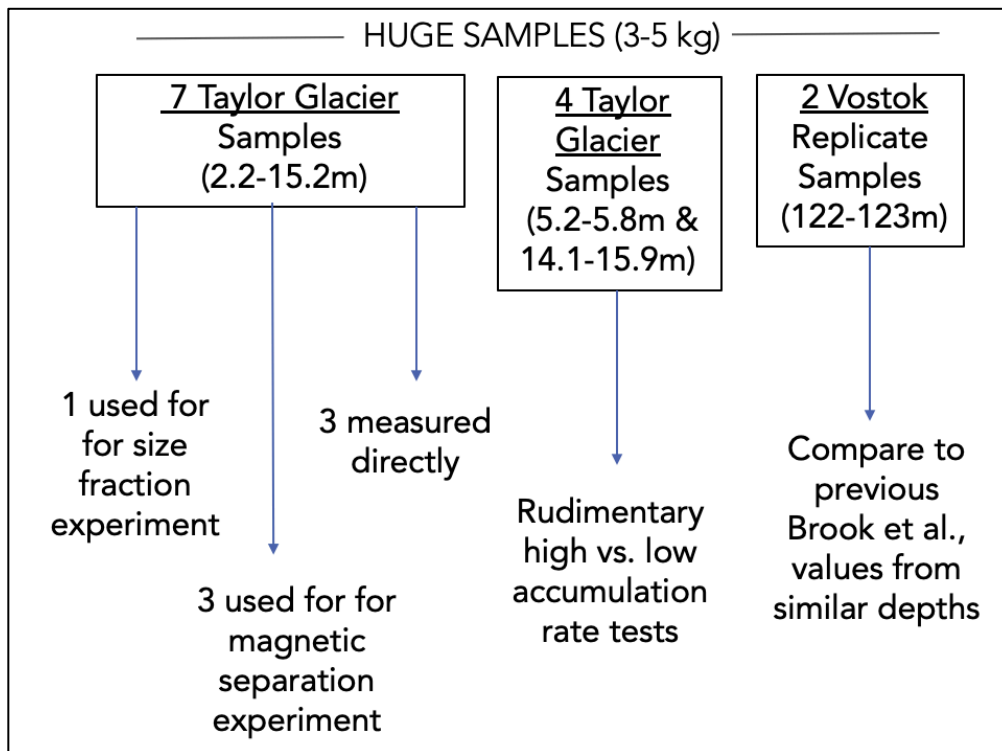 HUGE SAMPLES (3-5 kg)
7 Taylor Glacier
Samples
(2.2-15.2m)
4 Taylor
Glacier
Samples
(5.2-5.8m &
14.1-15.9m)
2 Vostok
Replicate
Samples
(122-123m)
1 used for
for size
fraction
experiment
3 used for for
magnetic
separation
experiment
3 measured
directly
Rudimentary
high vs. low
accumulation
rate tests
Compare to
previous
Brook et al.,
values from
similar depths